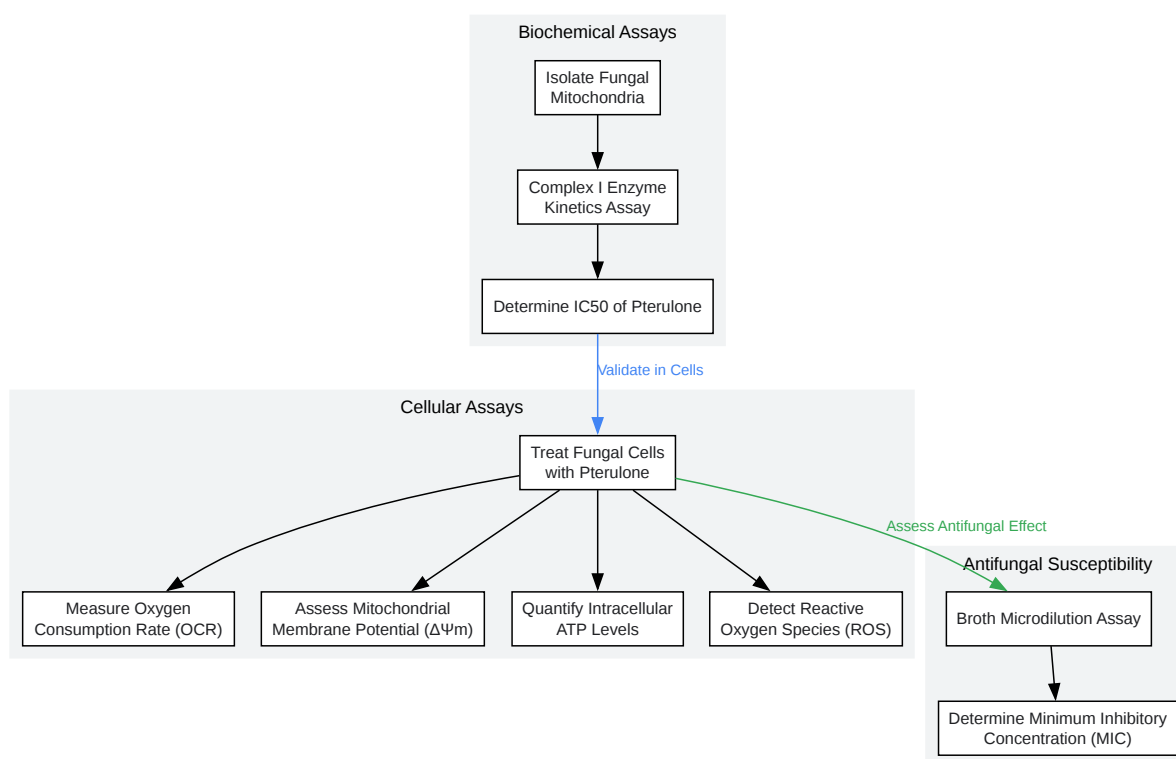 Biochemical Assays
Isolate Fungal
Mitochondria
Complex I Enzyme
Kinetics Assay
Determine IC50 of Pterulone
Validate in Cells
Cellular Assays
Treat Fungal Cells
with Pterulone
Measure Oxygen
Consumption Rate (OCR)
Assess Mitochondrial
Membrane Potential (ΔΨm)
Quantify Intracellular
ATP Levels
Detect Reactive
Oxygen Species (ROS)
Assess Antifungal Effect
Antifungal Susceptibility
Broth Microdilution Assay
Determine Minimum Inhibitory
Concentration (MIC)